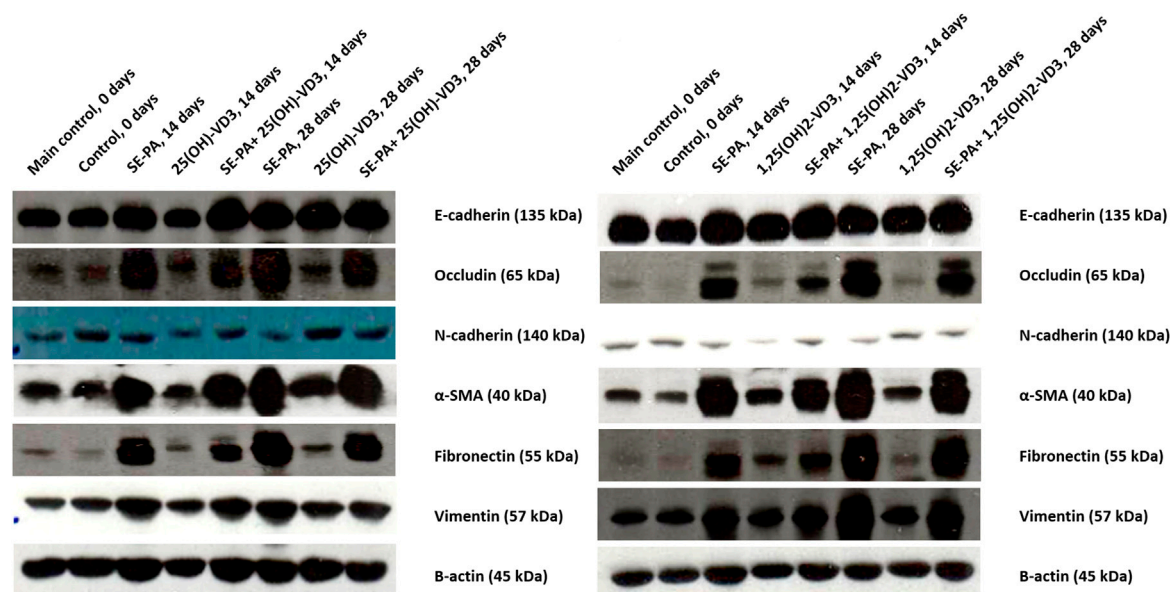 Main control, 0 days
Control, 0 days
SE-PA, 14 days
25(OH)-VD3, 14 days
SE-PA+ 25(OH)-VD3, 14 days
SE-PA, 28 days
25(OH)-VD3, 28 days
SE-PA+ 25(OH)-VD3, 28 days
E-cadherin (135 kDa)
Occludin (65 kDa)
N-cadherin (140 kDa)
α-SMA (40 kDa)
Fibronectin (55 kDa)
Vimentin (57 kDa)
B-actin (45 kDa)
Main control, 0 days
Control, 0 days
SE-PA, 14 days
1,25(OH)2-VD3, 14 days
SE-PA+ 1,25(OH)2-VD3, 14 days
SE-PA, 28 days
1,25(OH)2-VD3, 28 days
SE-PA+ 1,25(OH)2-VD3, 28 days
E-cadherin (135 kDa)
Occludin (65 kDa)
N-cadherin (140 kDa)
α-SMA (40 kDa)
Fibronectin (55 kDa)
Vimentin (57 kDa)
B-actin (45 kDa)